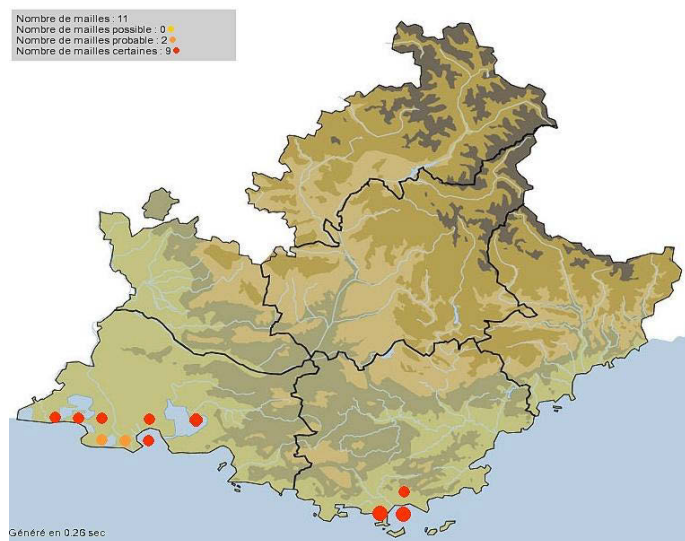 Nombre de mailles : 11
Nombre de mailles possible : 0
Nombre de mailles probable : 2
Nombre de mailles certaines : 9
Généré en 0.26 sec